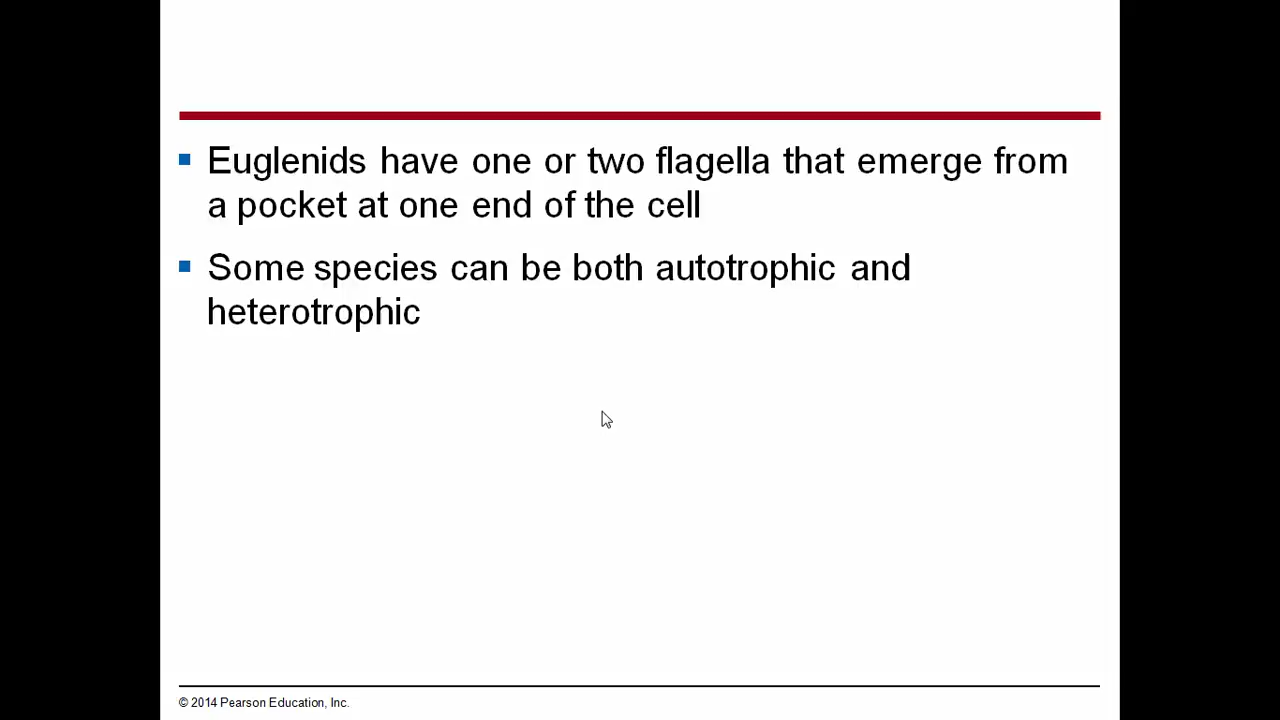 Euglenids have one or two flagella that emerge from
a pocket at one end of the cell
Some species can be both autotrophic and
heterotrophic
© 2014 Pearson Education, Inc.